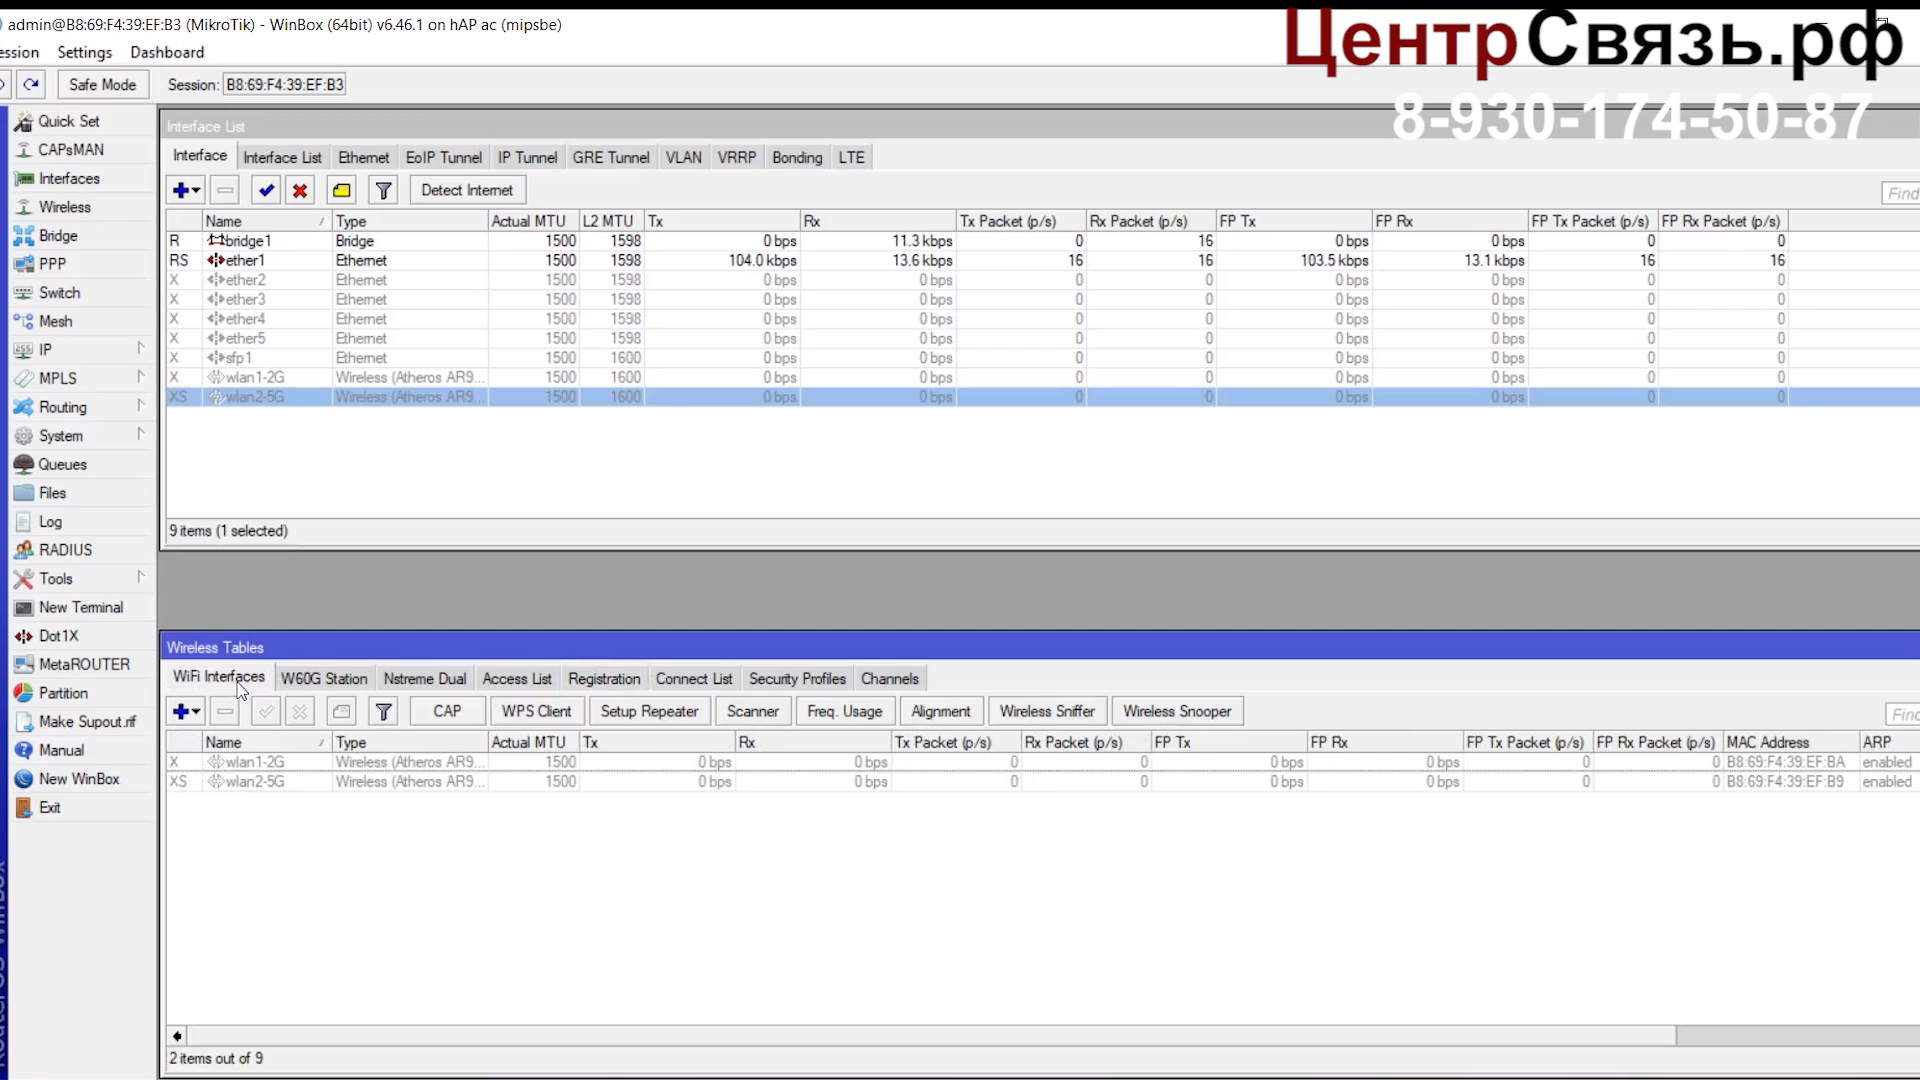 admin@B8:69:F4:39:EF:B3 (MikroTik) - WinBox (64bit) v6.46.1 on hAP ac (mipsbe)
ЦентрСвязь.рф
8-930-174-50-87
ession Settings Dashboard
Safe Mode Session: B8:69:F4:39:EF:B3
Quick Set
CAPsMAN
Interfaces
Wireless
Bridge
PPP
Switch
Mesh
IP
MPLS
Routing
System
Queues
Files
Log
RADIUS
Tools
New Terminal
Dot1X
MetaROUTER
Partition
Make Supout.rif
Manual
New WinBox
Exit
RouterOS WinBox
Interface List
Interface Interface List Ethernet EoIP Tunnel IP Tunnel GRE Tunnel VLAN VRRP Bonding LTE
Detect Internet Find
Name / Type Actual MTU L2 MTU Tx Rx Tx Packet (p/s) Rx Packet (p/s) FP Tx FP Rx FP Tx Packet (p/s) FP Rx Packet (p/s)
R bridge1 Bridge 1500 1598 0 bps 11.3 kbps 0 16 0 bps 0 bps 0 0
RS ether1 Ethernet 1500 1598 104.0 kbps 13.6 kbps 16 16 103.5 kbps 13.1 kbps 16 16
X ether2 Ethernet 1500 1598 0 bps 0 bps 0 0 0 bps 0 bps 0 0
X ether3 Ethernet 1500 1598 0 bps 0 bps 0 0 0 bps 0 bps 0 0
X ether4 Ethernet 1500 1598 0 bps 0 bps 0 0 0 bps 0 bps 0 0
X ether5 Ethernet 1500 1598 0 bps 0 bps 0 0 0 bps 0 bps 0 0
X sfp1 Ethernet 1500 1600 0 bps 0 bps 0 0 0 bps 0 bps 0 0
X wlan1-2G Wireless (Atheros AR9... 1500 1600 0 bps 0 bps 0 0 0 bps 0 bps 0 0
XS wlan2-5G Wireless (Atheros AR9... 1500 1600 0 bps 0 bps 0 0 0 bps 0 bps 0 0
9 items (1 selected)
Wireless Tables
WiFi Interfaces W60G Station Nstreme Dual Access List Registration Connect List Security Profiles Channels
CAP WPS Client Setup Repeater Scanner Freq. Usage Alignment Wireless Sniffer Wireless Snooper Find
Name / Type Actual MTU Tx Rx Tx Packet (p/s) Rx Packet (p/s) FP Tx FP Rx FP Tx Packet (p/s) FP Rx Packet (p/s) MAC Address ARP
X wlan1-2G Wireless (Atheros AR9... 1500 0 bps 0 bps 0 0 0 bps 0 bps 0 0 B8:69:F4:39:EF:BA enabled
XS wlan2-5G Wireless (Atheros AR9... 1500 0 bps 0 bps 0 0 0 bps 0 bps 0 0 B8:69:F4:39:EF:B9 enabled
2 items out of 9